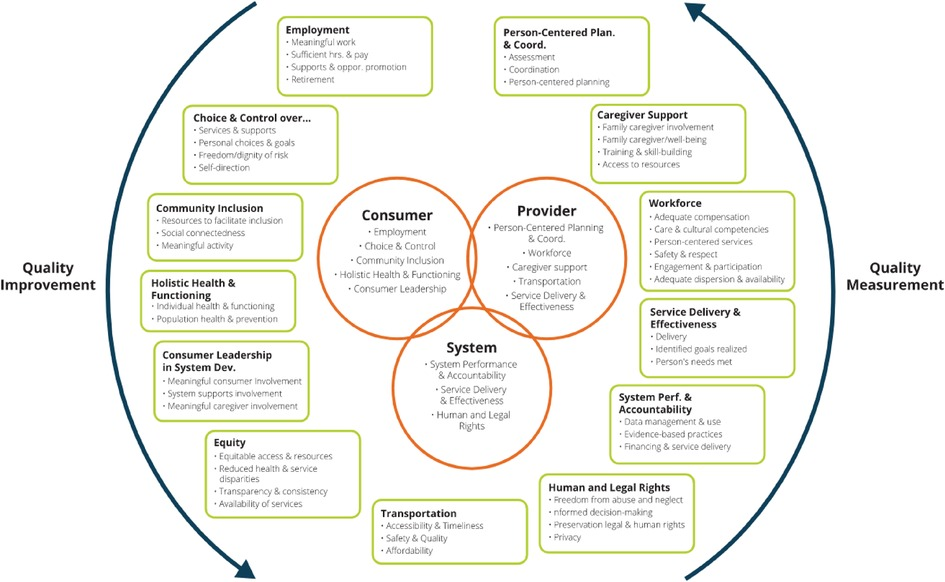 Employment
• Meaningful work
• Sufficient hrs. & pay
• Supports & oppor. promotion
• Retirement
Person-Centered Plan.
& Coord.
• Assessment
• Coordination
• Person-centered planning
Choice & Control over...
• Services & supports
• Personal choices & goals
• Freedom/dignity of risk
• Self-direction
Caregiver Support
• Family caregiver involvement
• Family caregiver/well-being
• Training & skill-building
• Access to resources
Community Inclusion
• Resources to facilitate inclusion
• Social connectedness
• Meaningful activity
Workforce
• Adequate compensation
• Care & cultural competencies
• Person-centered services
• Safety & respect
• Engagement & participation
• Adequate dispersion & availability
Consumer
• Employment
• Choice & Control
• Community Inclusion
• Holistic Health & Functioning
• Consumer Leadership
Provider
• Person-Centered Planning
& Coord.
• Workforce
• Caregiver support
• Transportation
• Service Delivery &
Effectiveness
Quality
Improvement
Quality
Measurement
Holistic Health &
Functioning
• Individual health & functioning
• Population health & prevention
Service Delivery &
Effectiveness
• Delivery
• Identified goals realized
• Person's needs met
Consumer Leadership
in System Dev.
• Meaningful consumer Involvement
• System supports involvement
• Meaningful caregiver involvement
System
• System Performance
& Accountability
• Service Delivery
& Effectiveness
• Human and Legal
Rights
System Perf. &
Accountability
• Data management & use
• Evidence-based practices
• Financing & service delivery
Equity
• Equitable access & resources
• Reduced health & service
disparities
• Transparency & consistency
• Availability of services
Human and Legal Rights
• Freedom from abuse and neglect
• nformed decision-making
• Preservation legal & human rights
• Privacy
Transportation
• Accessibility & Timeliness
• Safety & Quality
• Affordability